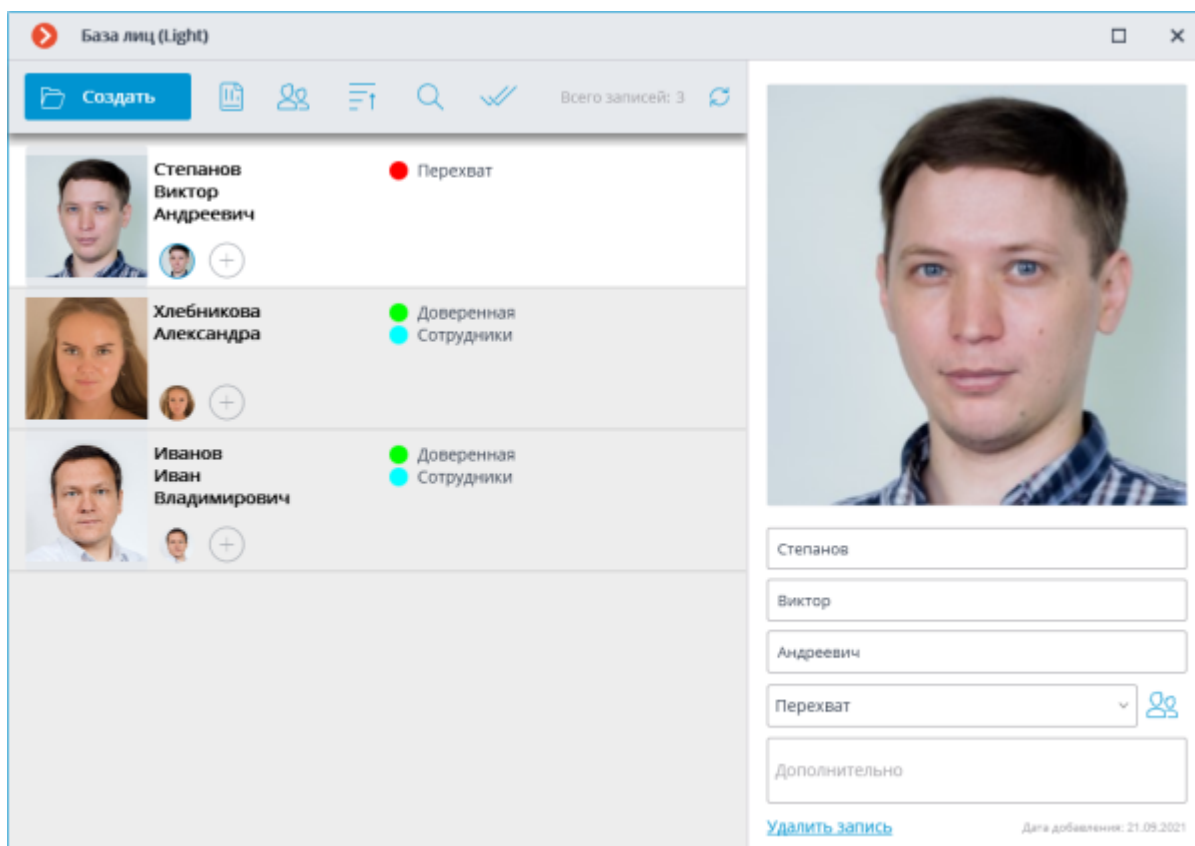 База лиц (Light)
Создать
Всего записей: 3
Степанов
Виктор
Андреевич
Перехват
Хлебникова
Александра
Доверенная
Сотрудники
Иванов
Иван
Владимирович
Доверенная
Сотрудники
Степанов
Виктор
Андреевич
Перехват
Дополнительно
Удалить запись
Дата добавления: 21.09.2021